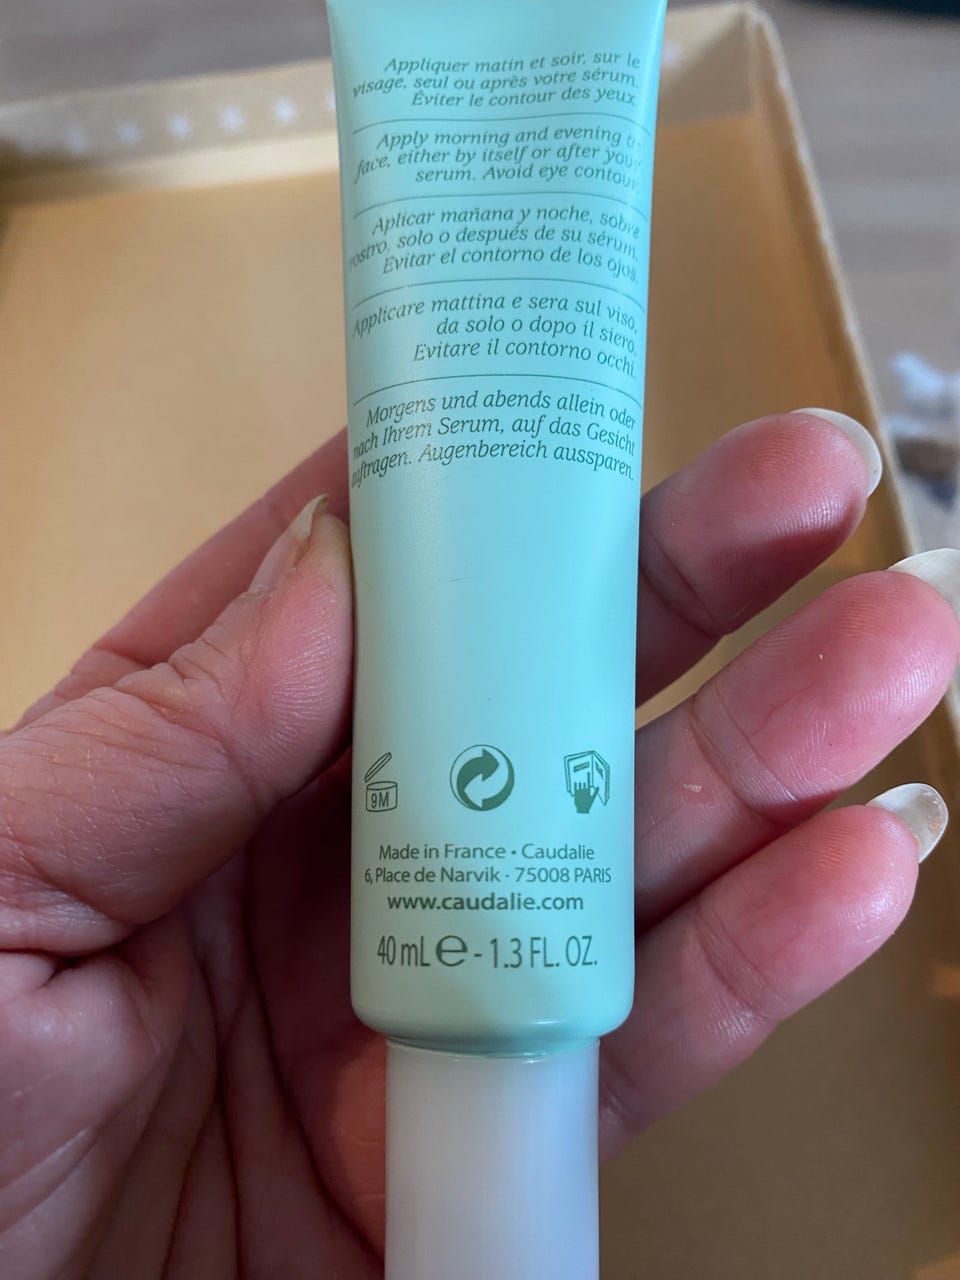 Appliquer matin et soir, sur le
visage, seul ou après votre sérum.
Éviter le contour des yeux.
Apply morning and evening to
face, either by itself or after your
serum. Avoid eye contour.
Aplicar mañana y noche, sobre
rostro, solo o después de su sérum.
Evitar el contorno de los ojos.
Applicare mattina e sera sul viso,
da solo o dopo il siero.
Evitare il contorno occhi.
Morgens und abends allein oder
nach Ihrem Serum, auf das Gesicht
auftragen. Augenbereich aussparen.
9M
Made in France • Caudalie
6, Place de Narvik - 75008 PARIS
www.caudalie.com
40 mL e - 1.3 FL. OZ.